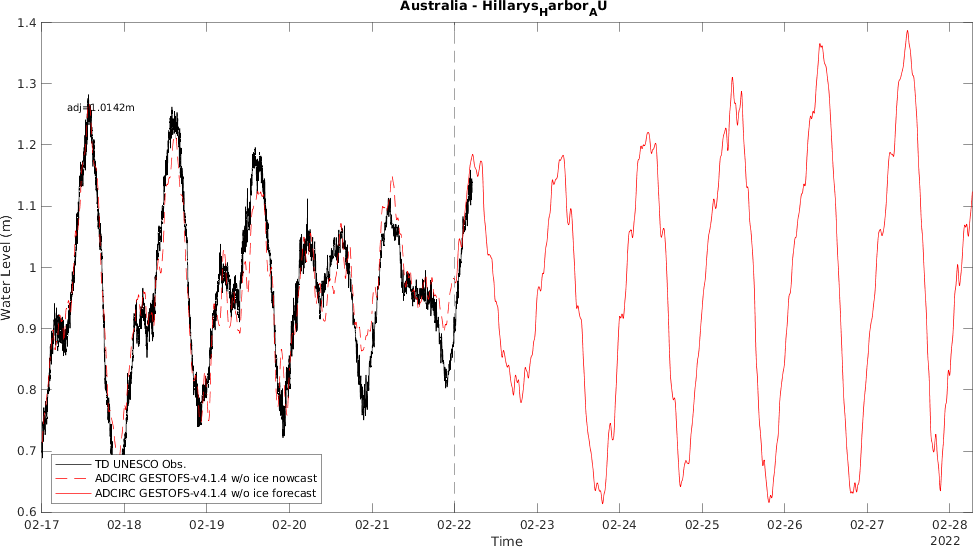 Australia - Hillarys_Harbor_AU
1.4
1.3
adj=1.0142m
1.2
1.1
Water Level (m)
1
0.9
0.8
0.7
TD UNESCO Obs.
ADCIRC GESTOFS-v4.1.4 w/o ice nowcast
ADCIRC GESTOFS-v4.1.4 w/o ice forecast
0.6
02-17 02-18 02-19 02-20 02-21 02-22 02-23 02-24 02-25 02-26 02-27 02-28
Time 2022